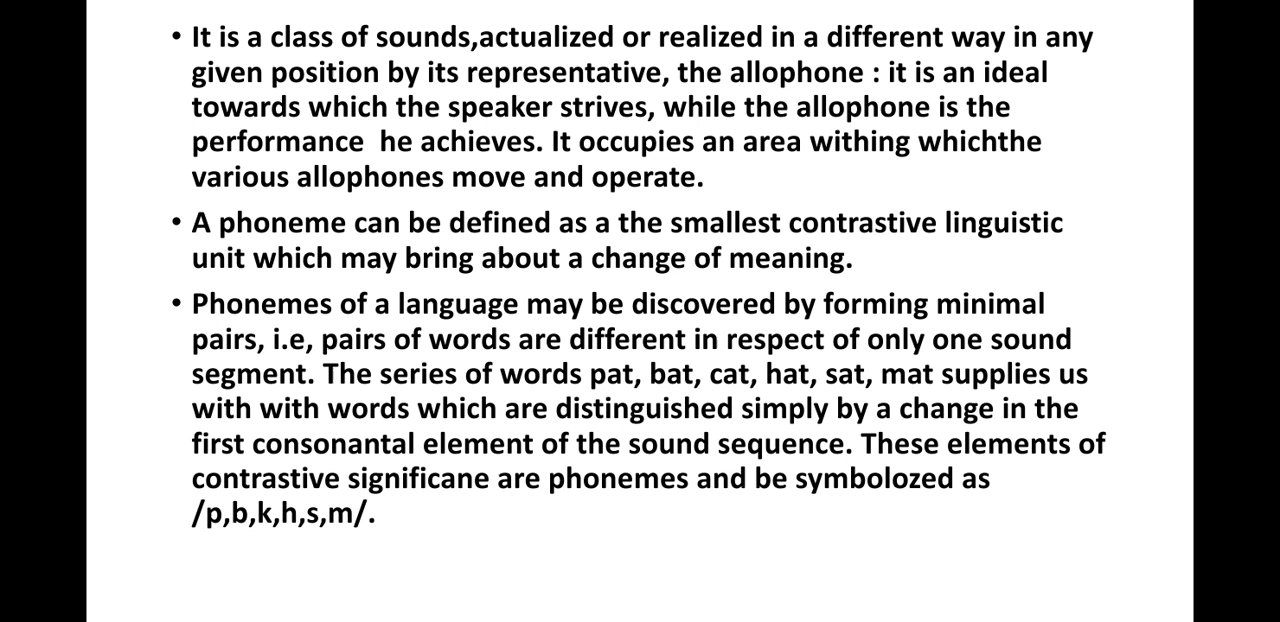 • It is a class of sounds,actualized or realized in a different way in any
given position by its representative, the allophone : it is an ideal
towards which the speaker strives, while the allophone is the
performance  he achieves. It occupies an area withing whichthe
various allophones move and operate.
• A phoneme can be defined as a the smallest contrastive linguistic
unit which may bring about a change of meaning.
• Phonemes of a language may be discovered by forming minimal
pairs, i.e, pairs of words are different in respect of only one sound
segment. The series of words pat, bat, cat, hat, sat, mat supplies us
with with words which are distinguished simply by a change in the
first consonantal element of the sound sequence. These elements of
contrastive significane are phonemes and be symbolozed as
/p,b,k,h,s,m/.